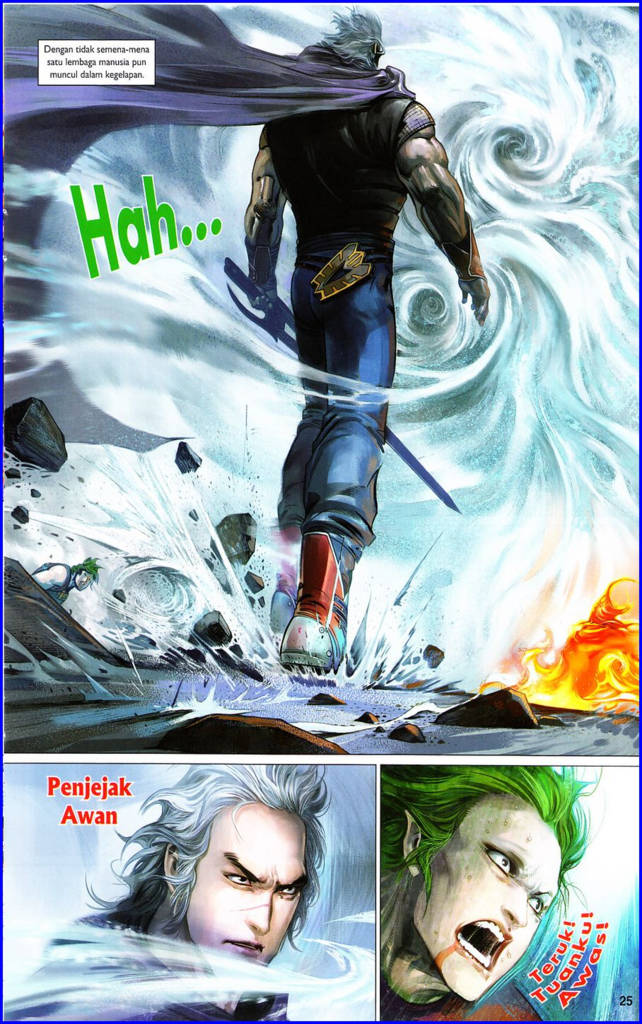 Dengan tidak semena-mena
satu lembaga manusia pun
muncul dalam kegelapan.
Hah...
Penjejak
Awan
Teruk!
Tuanku!
Awas!
25